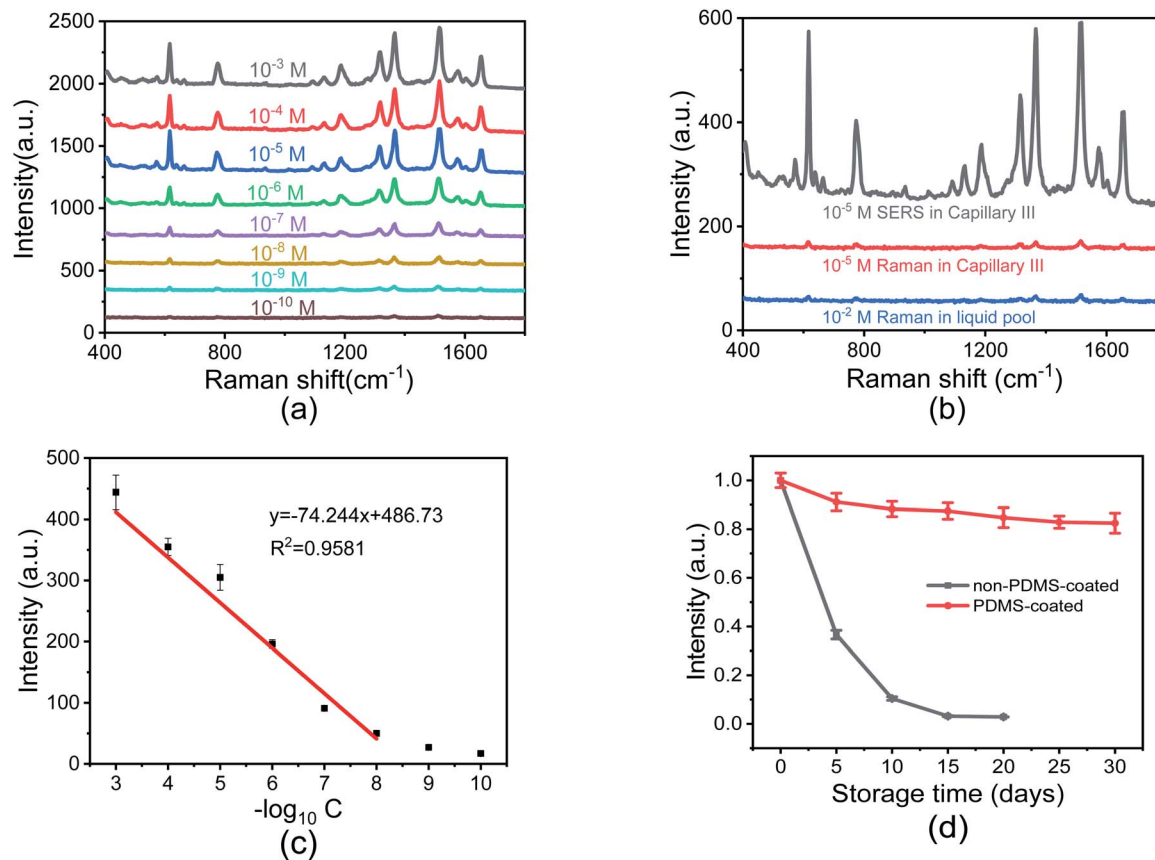 2500
2000
1500
1000
500
0
Intensity(a.u.)
10⁻³ M
10⁻⁴ M
10⁻⁵ M
10⁻⁶ M
10⁻⁷ M
10⁻⁸ M
10⁻⁹ M
10⁻¹⁰ M
400 800 1200 1600
Raman shift(cm⁻¹)
(a)
600
400
200
0
Intensity (a.u.)
10⁻⁵ M SERS in Capillary III
10⁻⁵ M Raman in Capillary III
10⁻² M Raman in liquid pool
400 800 1200 1600
Raman shift (cm⁻¹)
(b)
500
400
300
200
100
0
Intensity (a.u.)
y=-74.244x+486.73
R²=0.9581
3 4 5 6 7 8 9 10
-log₁₀ C
(c)
1.0
0.8
0.6
0.4
0.2
0.0
Intensity (a.u.)
non-PDMS-coated
PDMS-coated
0 5 10 15 20 25 30
Storage time (days)
(d)